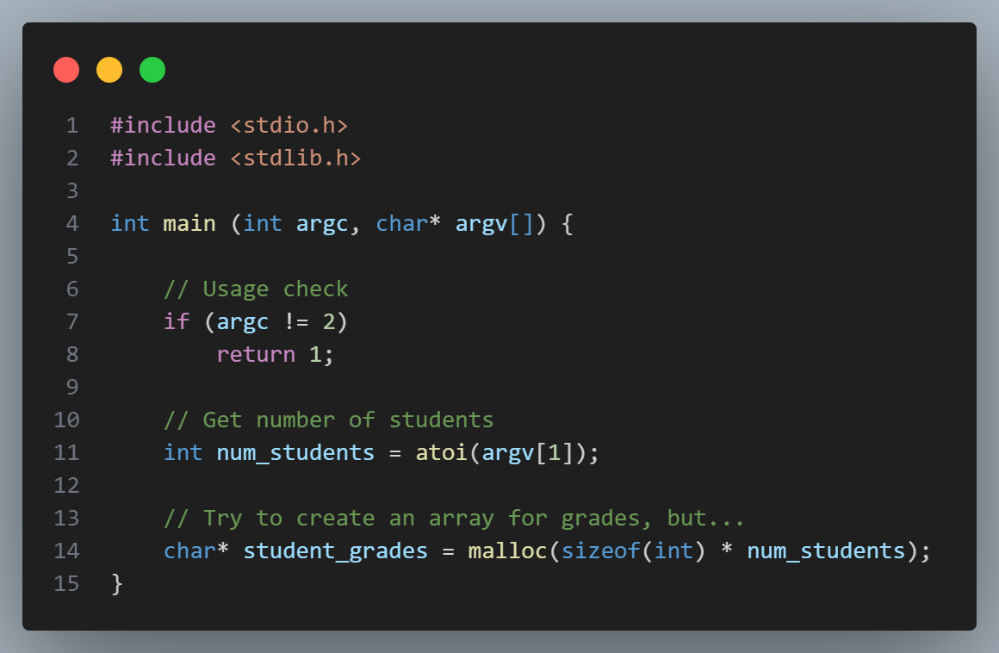 1 #include <stdio.h>
2 #include <stdlib.h>
3
4 int main (int argc, char* argv[]) {
5
6     // Usage check
7     if (argc != 2)
8         return 1;
9
10     // Get number of students
11     int num_students = atoi(argv[1]);
12
13     // Try to create an array for grades, but...
14     char* student_grades = malloc(sizeof(int) * num_students);
15 }